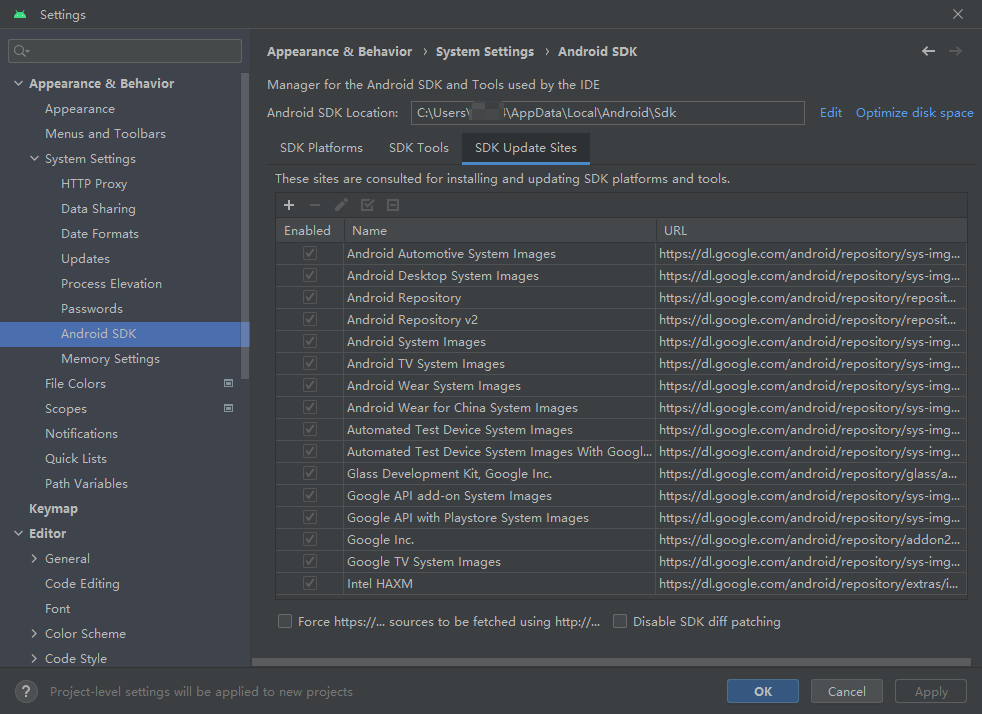 Settings
Appearance & Behavior
Appearance
Menus and Toolbars
System Settings
HTTP Proxy
Data Sharing
Date Formats
Updates
Process Elevation
Passwords
Android SDK
Memory Settings
File Colors
Scopes
Notifications
Quick Lists
Path Variables
Keymap
Editor
General
Code Editing
Font
Color Scheme
Code Style
Appearance & Behavior › System Settings › Android SDK
Manager for the Android SDK and Tools used by the IDE
Android SDK Location: C:\Users\ \AppData\Local\Android\Sdk Edit Optimize disk space
SDK Platforms SDK Tools SDK Update Sites
These sites are consulted for installing and updating SDK platforms and tools.
Enabled Name URL
Android Automotive System Images https://dl.google.com/android/repository/sys-img...
Android Desktop System Images https://dl.google.com/android/repository/sys-img...
Android Repository https://dl.google.com/android/repository/reposit...
Android Repository v2 https://dl.google.com/android/repository/reposit...
Android System Images https://dl.google.com/android/repository/sys-img...
Android TV System Images https://dl.google.com/android/repository/sys-img...
Android Wear System Images https://dl.google.com/android/repository/sys-img...
Android Wear for China System Images https://dl.google.com/android/repository/sys-img...
Automated Test Device System Images https://dl.google.com/android/repository/sys-img...
Automated Test Device System Images With Googl... https://dl.google.com/android/repository/sys-img...
Glass Development Kit, Google Inc. https://dl.google.com/android/repository/glass/a...
Google API add-on System Images https://dl.google.com/android/repository/sys-img...
Google API with Playstore System Images https://dl.google.com/android/repository/sys-img...
Google Inc. https://dl.google.com/android/repository/addon2...
Google TV System Images https://dl.google.com/android/repository/sys-img...
Intel HAXM https://dl.google.com/android/repository/extras/i...
Force https://... sources to be fetched using http://... Disable SDK diff patching
? Project-level settings will be applied to new projects
OK Cancel Apply